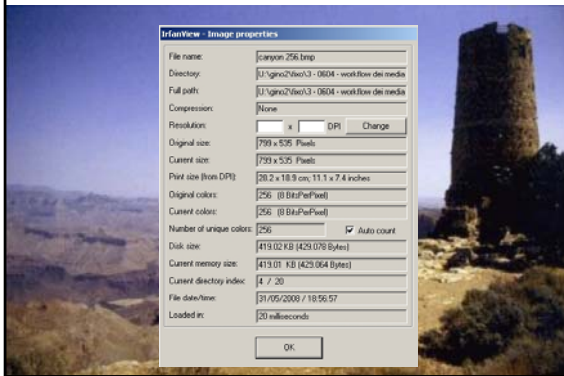 IrfanView - Image properties
File name: canyon 256.bmp
Directory: U:\gino2\fixo\3 - 0604 - workflow dei media
Full path: U:\gino2\fixo\3 - 0604 - workflow dei media
Compression: None
Resolution: x DPI Change
Original size: 799 x 535 Pixels
Current size: 799 x 535 Pixels
Print size (from DPI): 28.2 x 18.9 cm; 11.1 x 7.4 inches
Original colors: 256 (8 BitsPerPixel)
Current colors: 256 (8 BitsPerPixel)
Number of unique colors: 256 Auto count
Disk size: 419.02 KB (429.078 Bytes)
Current memory size: 419.01 KB (429.064 Bytes)
Current directory index: 4 / 20
File date/time: 31/05/2008 / 18:56:57
Loaded in: 20 milliseconds
OK